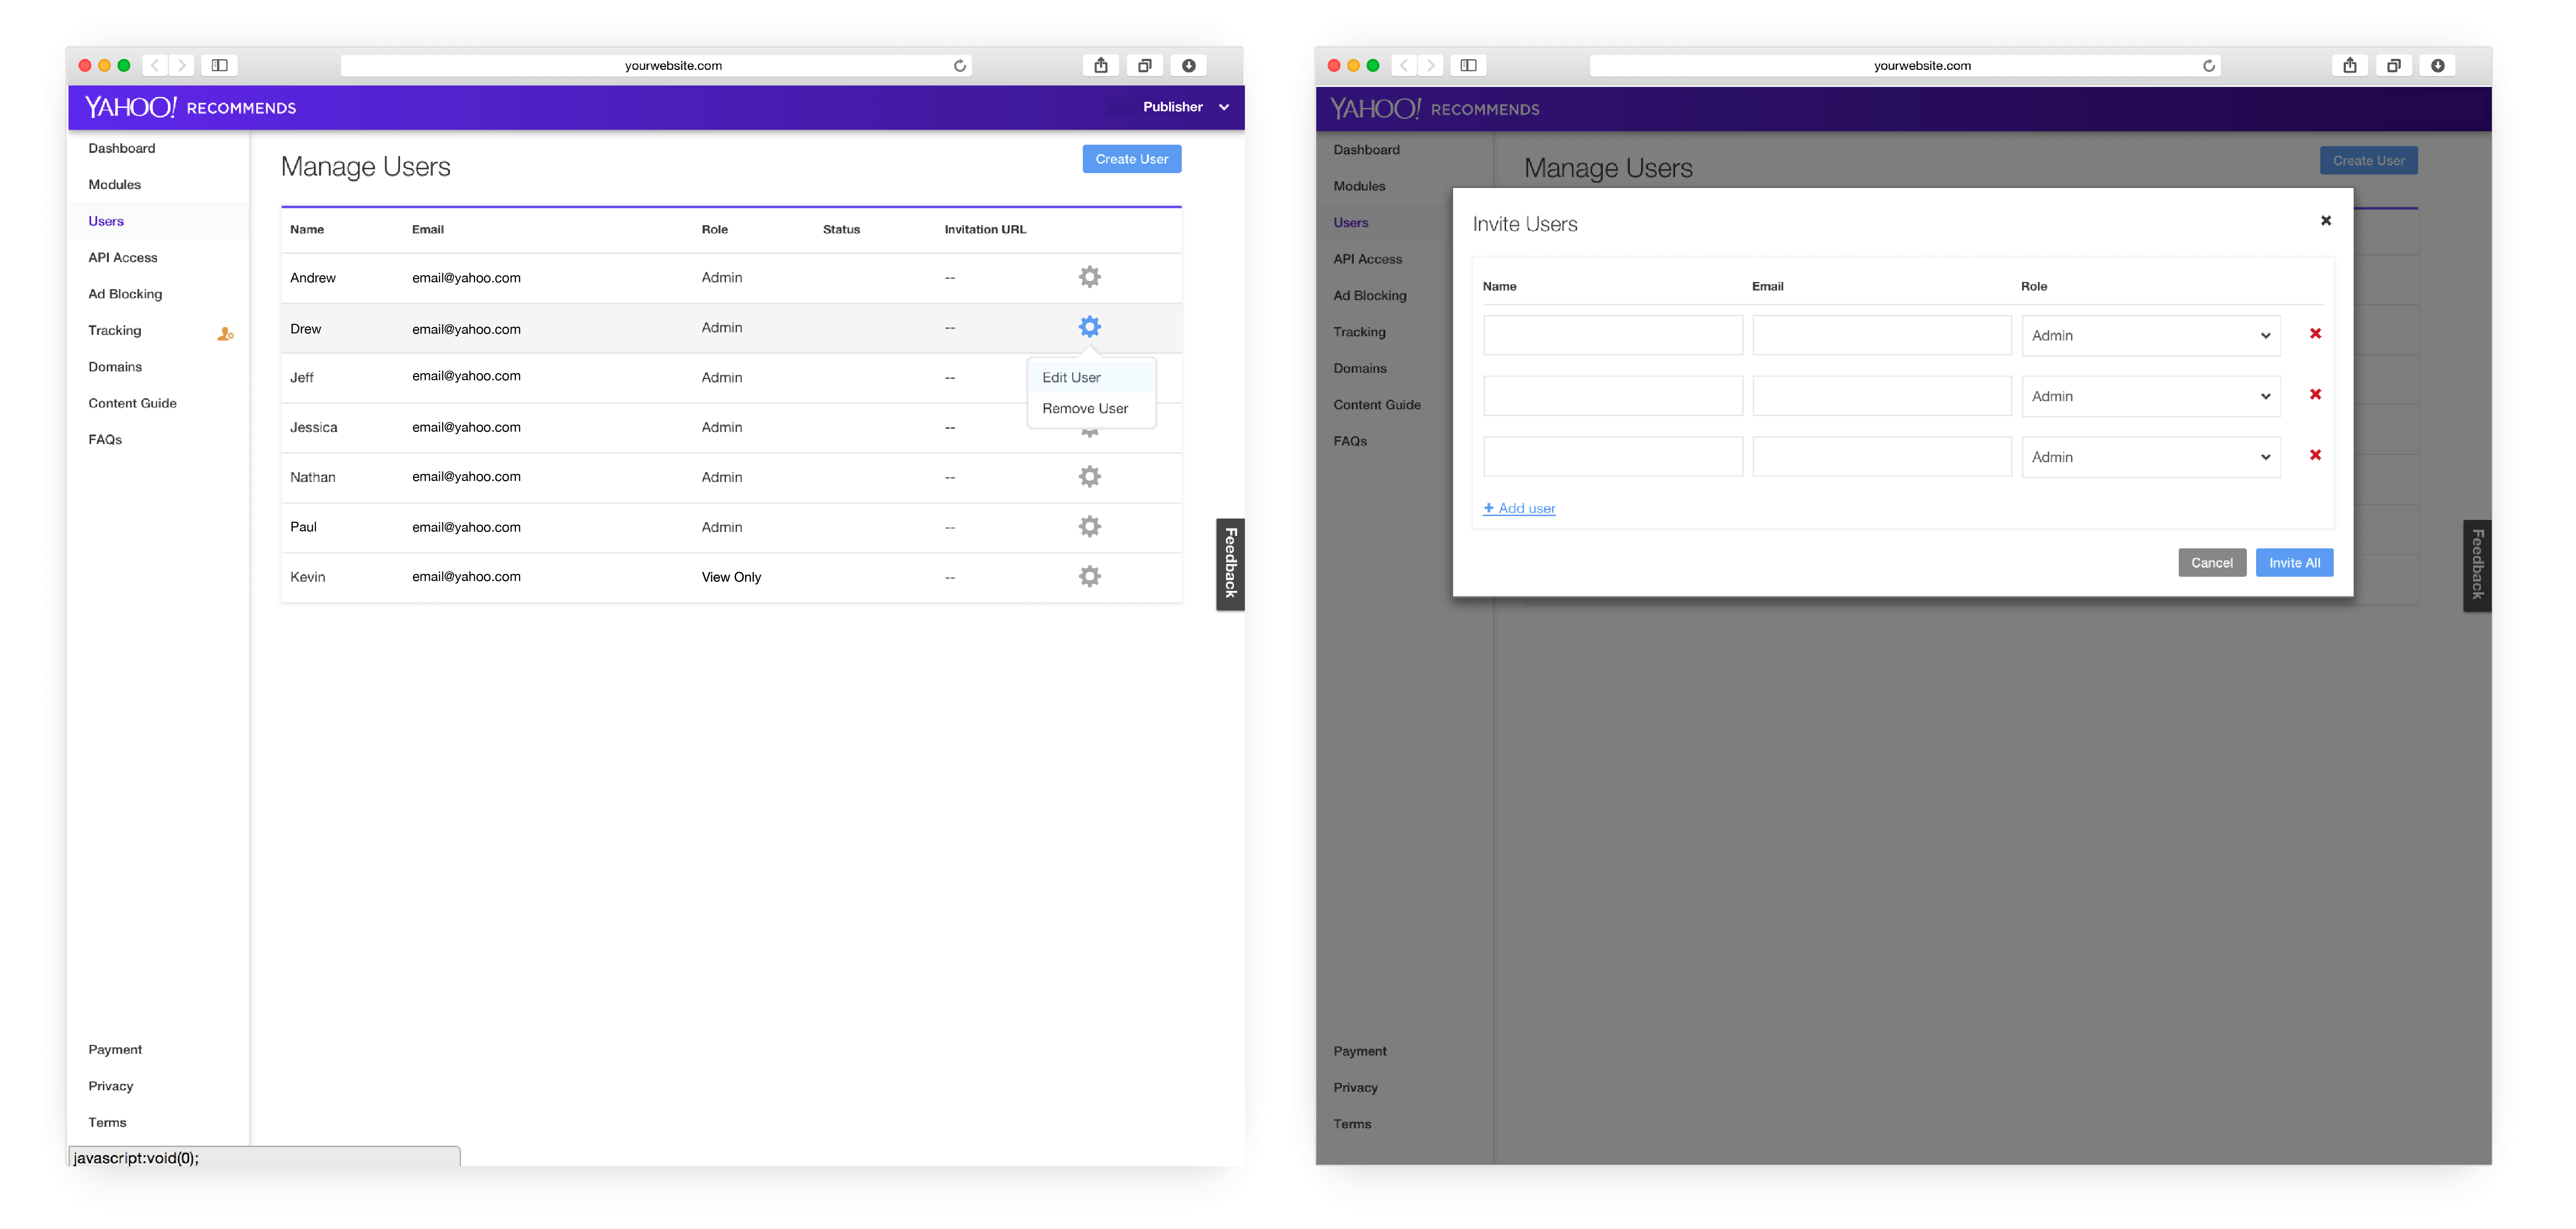 yourwebsite.com
YAHOO! RECOMMENDS
Publisher
Dashboard
Modules
Users
API Access
Ad Blocking
Tracking
Domains
Content Guide
FAQs
Manage Users
Create User
Name Email Role Status Invitation URL
Andrew email@yahoo.com Admin --
Drew email@yahoo.com Admin --
Jeff email@yahoo.com Admin --
Edit User
Remove User
Jessica email@yahoo.com Admin --
Nathan email@yahoo.com Admin --
Paul email@yahoo.com Admin --
Kevin email@yahoo.com View Only --
Feedback
Payment
Privacy
Terms
javascript:void(0);
yourwebsite.com
YAHOO! RECOMMENDS
Dashboard
Modules
Users
API Access
Ad Blocking
Tracking
Domains
Content Guide
FAQs
Manage Users
Create User
Invite Users
Name Email Role
Admin
Admin
Admin
+ Add user
Cancel Invite All
Feedback
Payment
Privacy
Terms